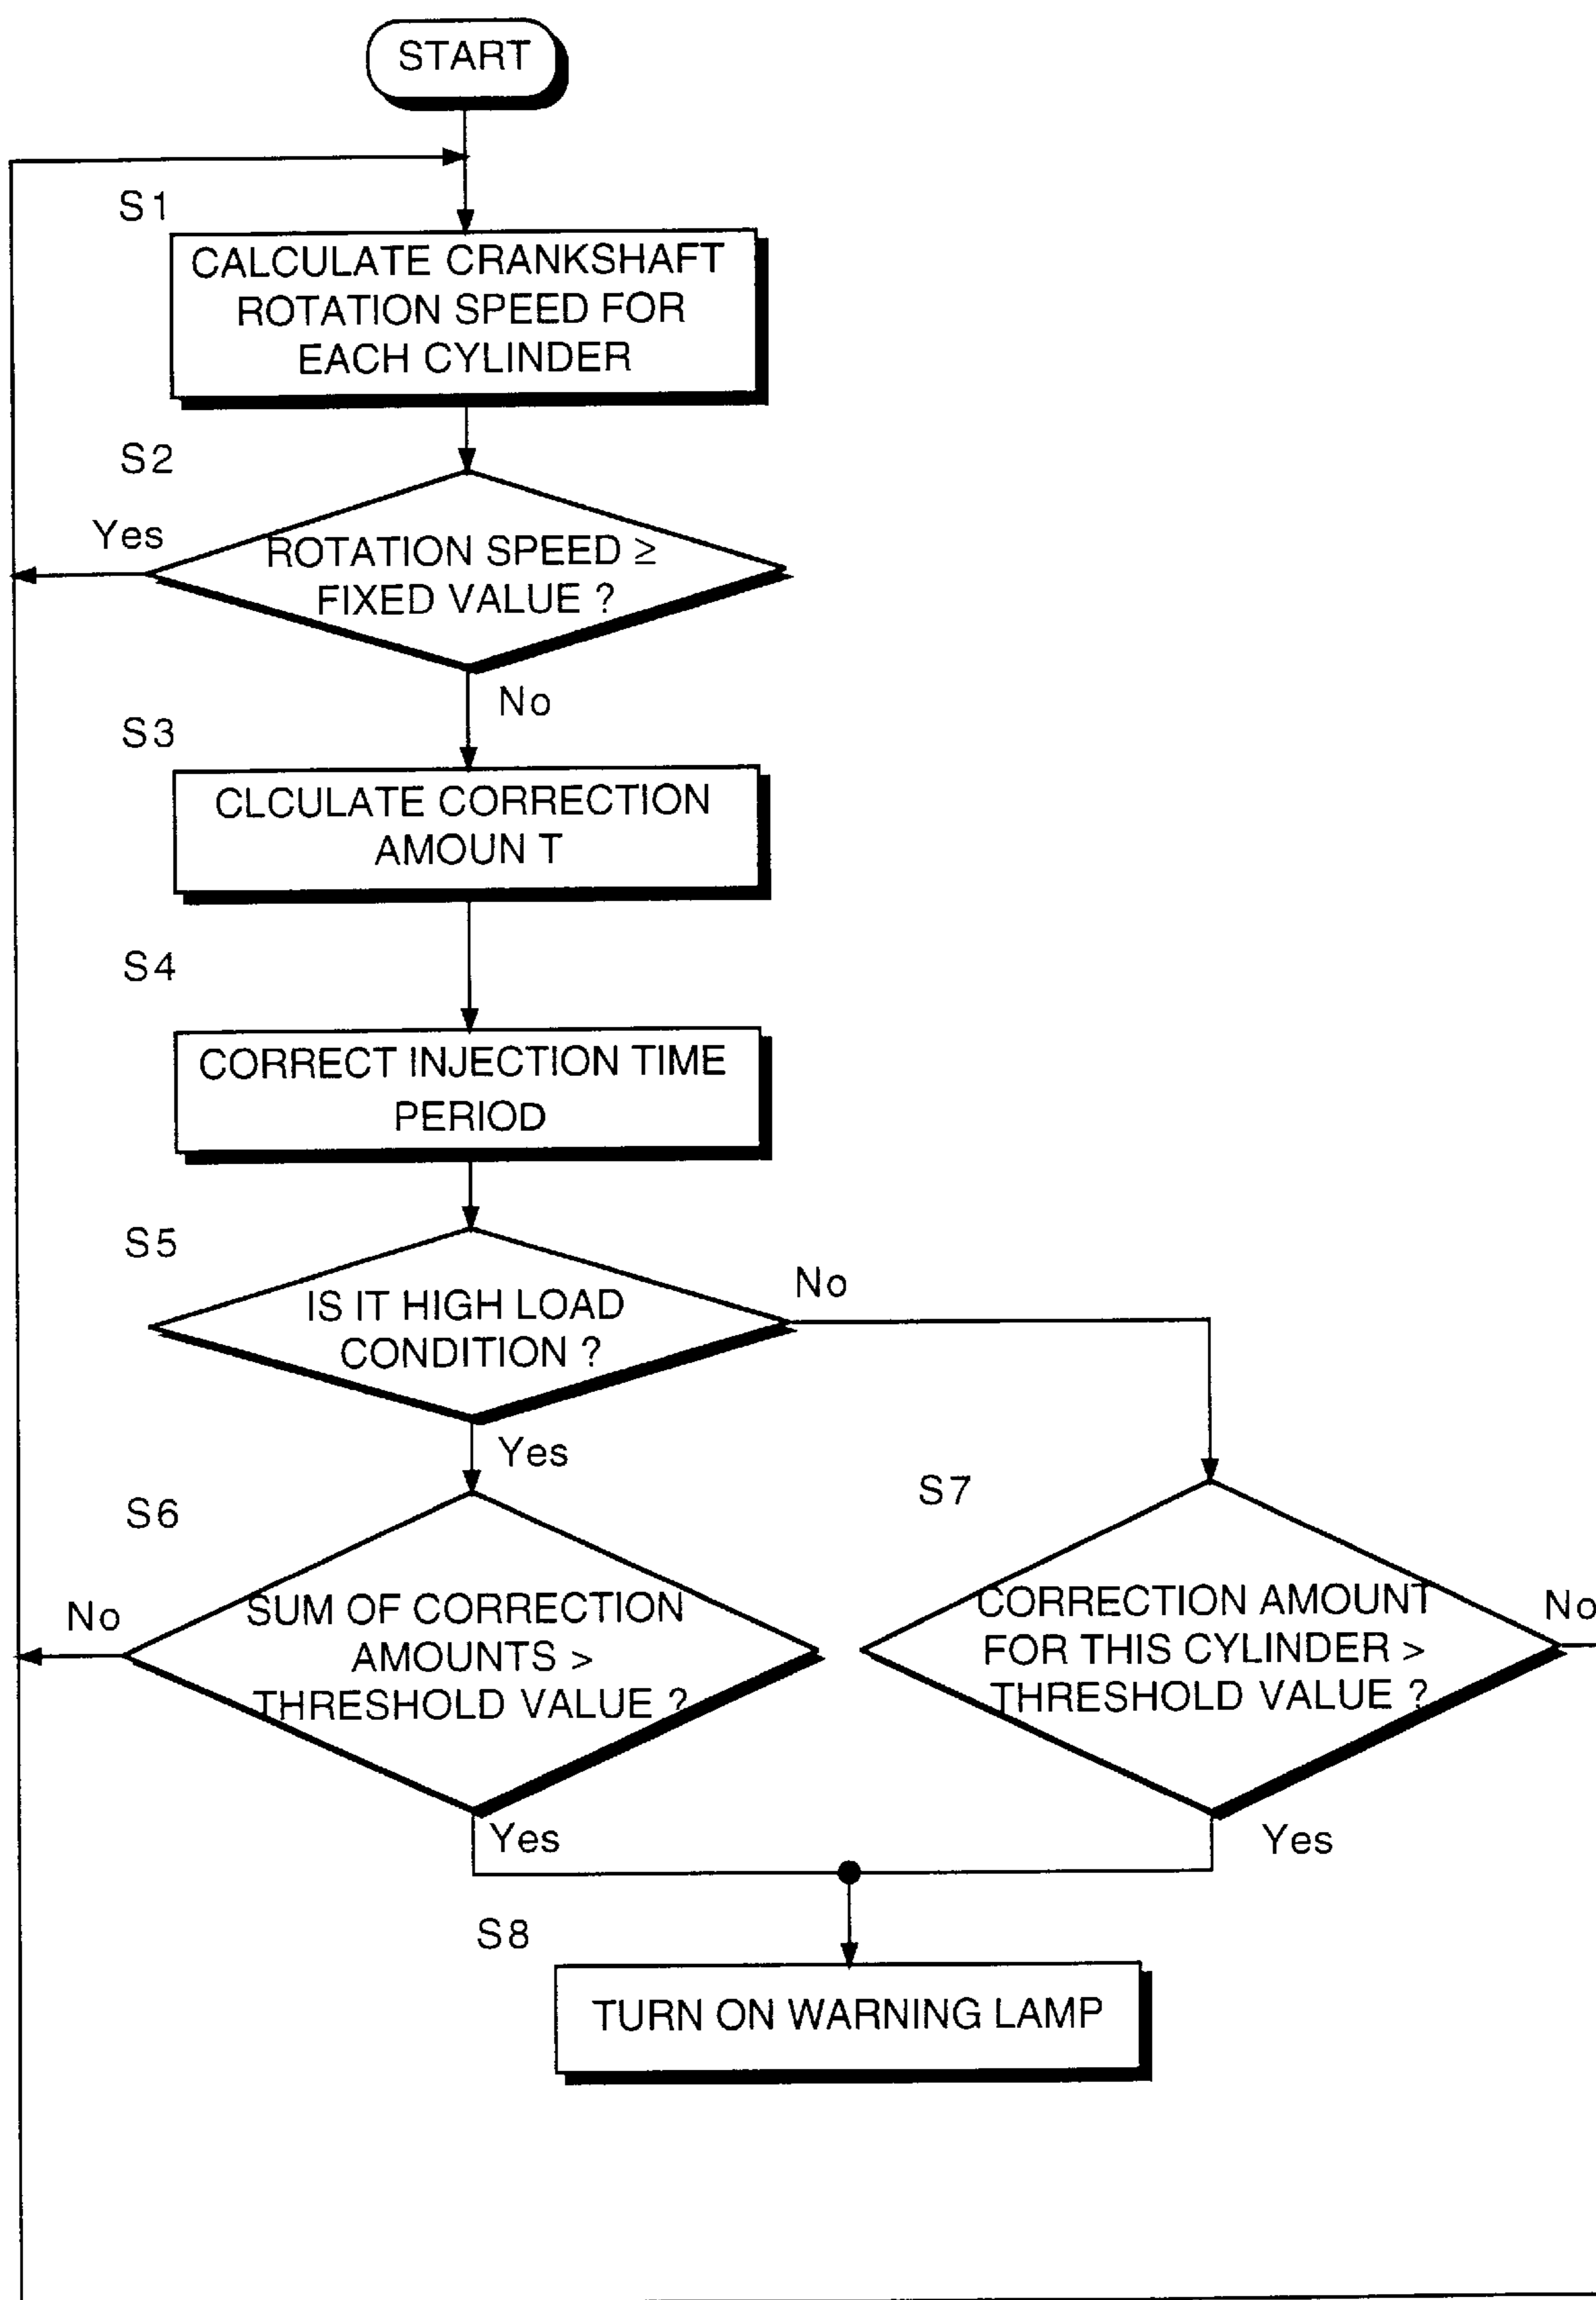 START
S1
CALCULATE CRANKSHAFT
ROTATION SPEED FOR
EACH CYLINDER
S2
Yes
ROTATION SPEED ≥
FIXED VALUE ?
No
S3
CLCULATE CORRECTION
AMOUN T
S4
CORRECT INJECTION TIME
PERIOD
S5
IS IT HIGH LOAD
CONDITION ?
No
Yes
S6
No
SUM OF CORRECTION
AMOUNTS >
THRESHOLD VALUE ?
Yes
S7
CORRECTION AMOUNT
FOR THIS CYLINDER >
THRESHOLD VALUE ?
No
Yes
S8
TURN ON WARNING LAMP